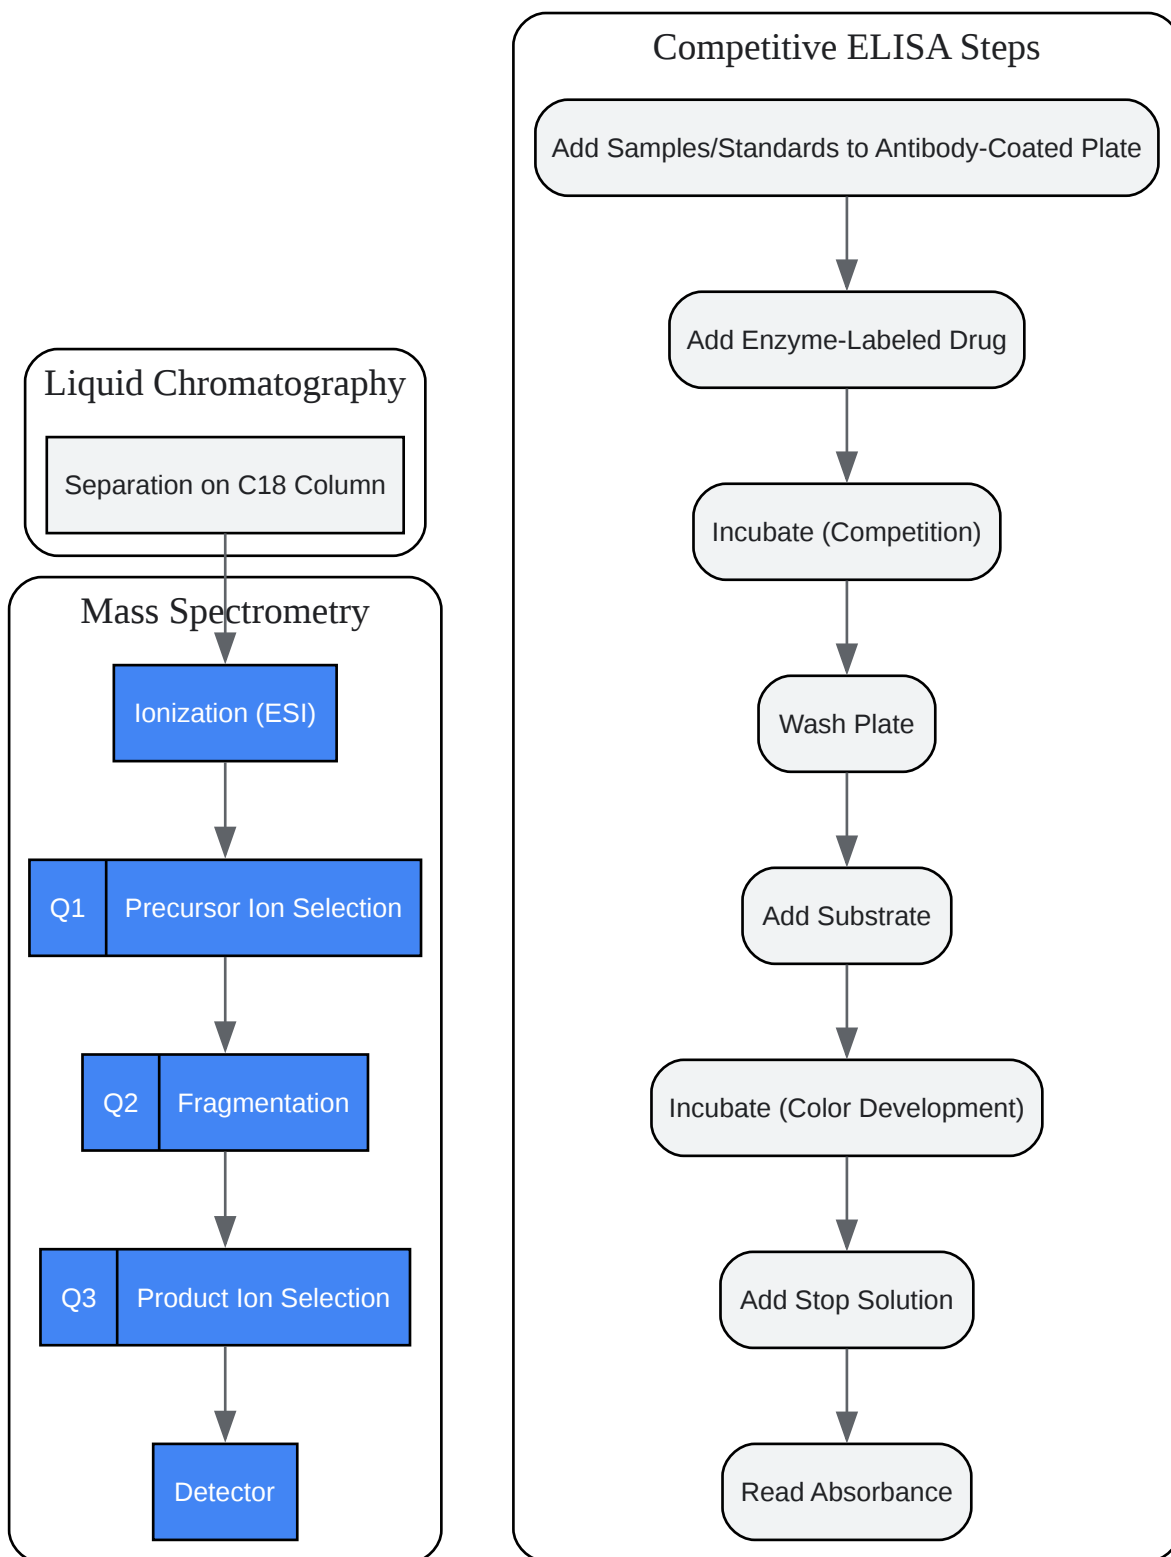 Liquid Chromatography
Separation on C18 Column
Mass Spectrometry
Ionization (ESI)
Q1 Precursor Ion Selection
Q2 Fragmentation
Q3 Product Ion Selection
Detector
Competitive ELISA Steps
Add Samples/Standards to Antibody-Coated Plate
Add Enzyme-Labeled Drug
Incubate (Competition)
Wash Plate
Add Substrate
Incubate (Color Development)
Add Stop Solution
Read Absorbance